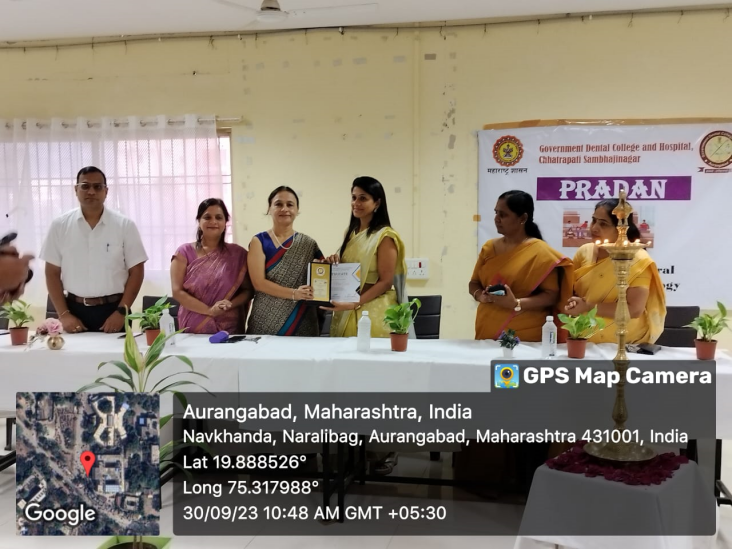 Government Dental College and Hospital,
Chhatrapati Sambhajinagar
महाराष्ट्र शासन
PRADAN
GPS Map Camera
Aurangabad, Maharashtra, India
Navkhanda, Naralibag, Aurangabad, Maharashtra 431001, India
Lat 19.888526°
Long 75.317988°
30/09/23 10:48 AM GMT +05:30
Google